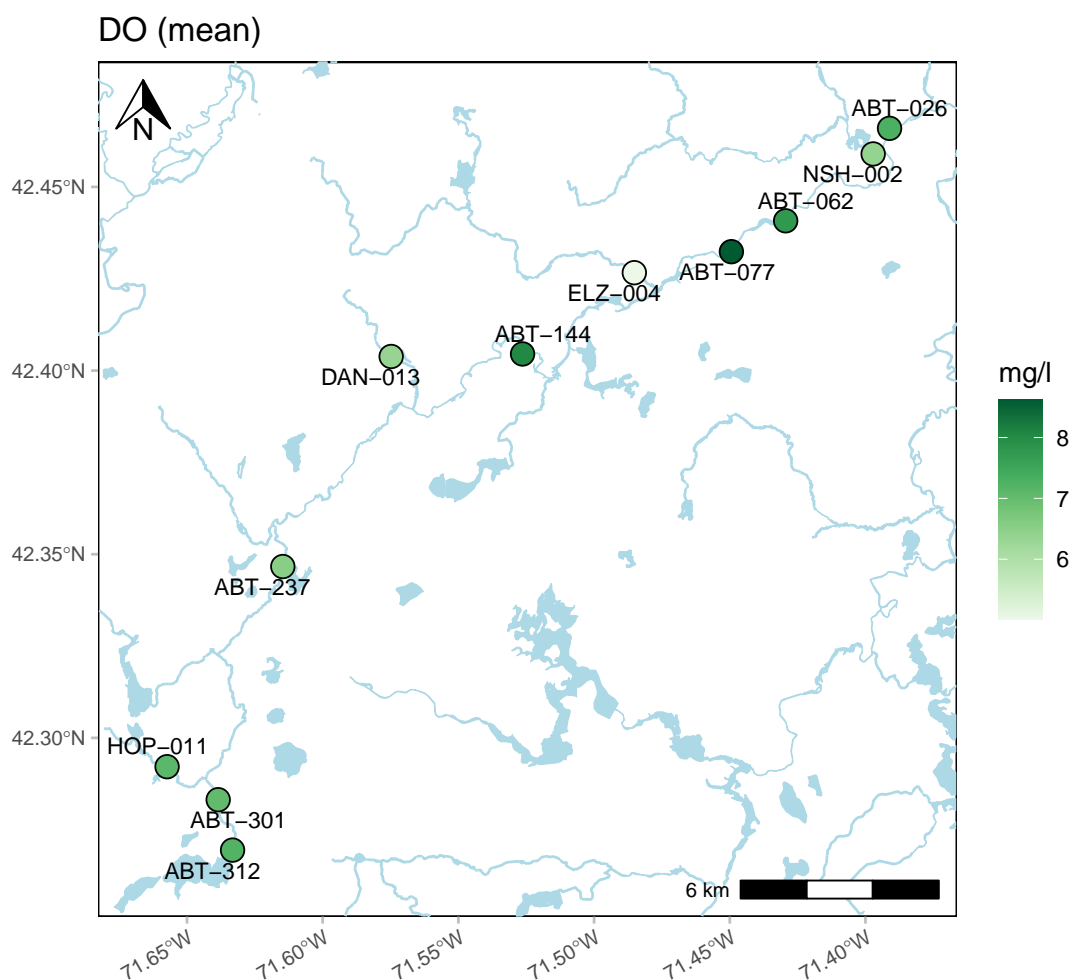 DO (mean)
N
ABT−026
NSH−002
ABT−062
ABT−077
ELZ−004
ABT−144
DAN−013
ABT−237
HOP−011
ABT−301
ABT−312
6 km
42.45°N
42.40°N
42.35°N
42.30°N
71.65°W
71.60°W
71.55°W
71.50°W
71.45°W
71.40°W
mg/l
8
7
6